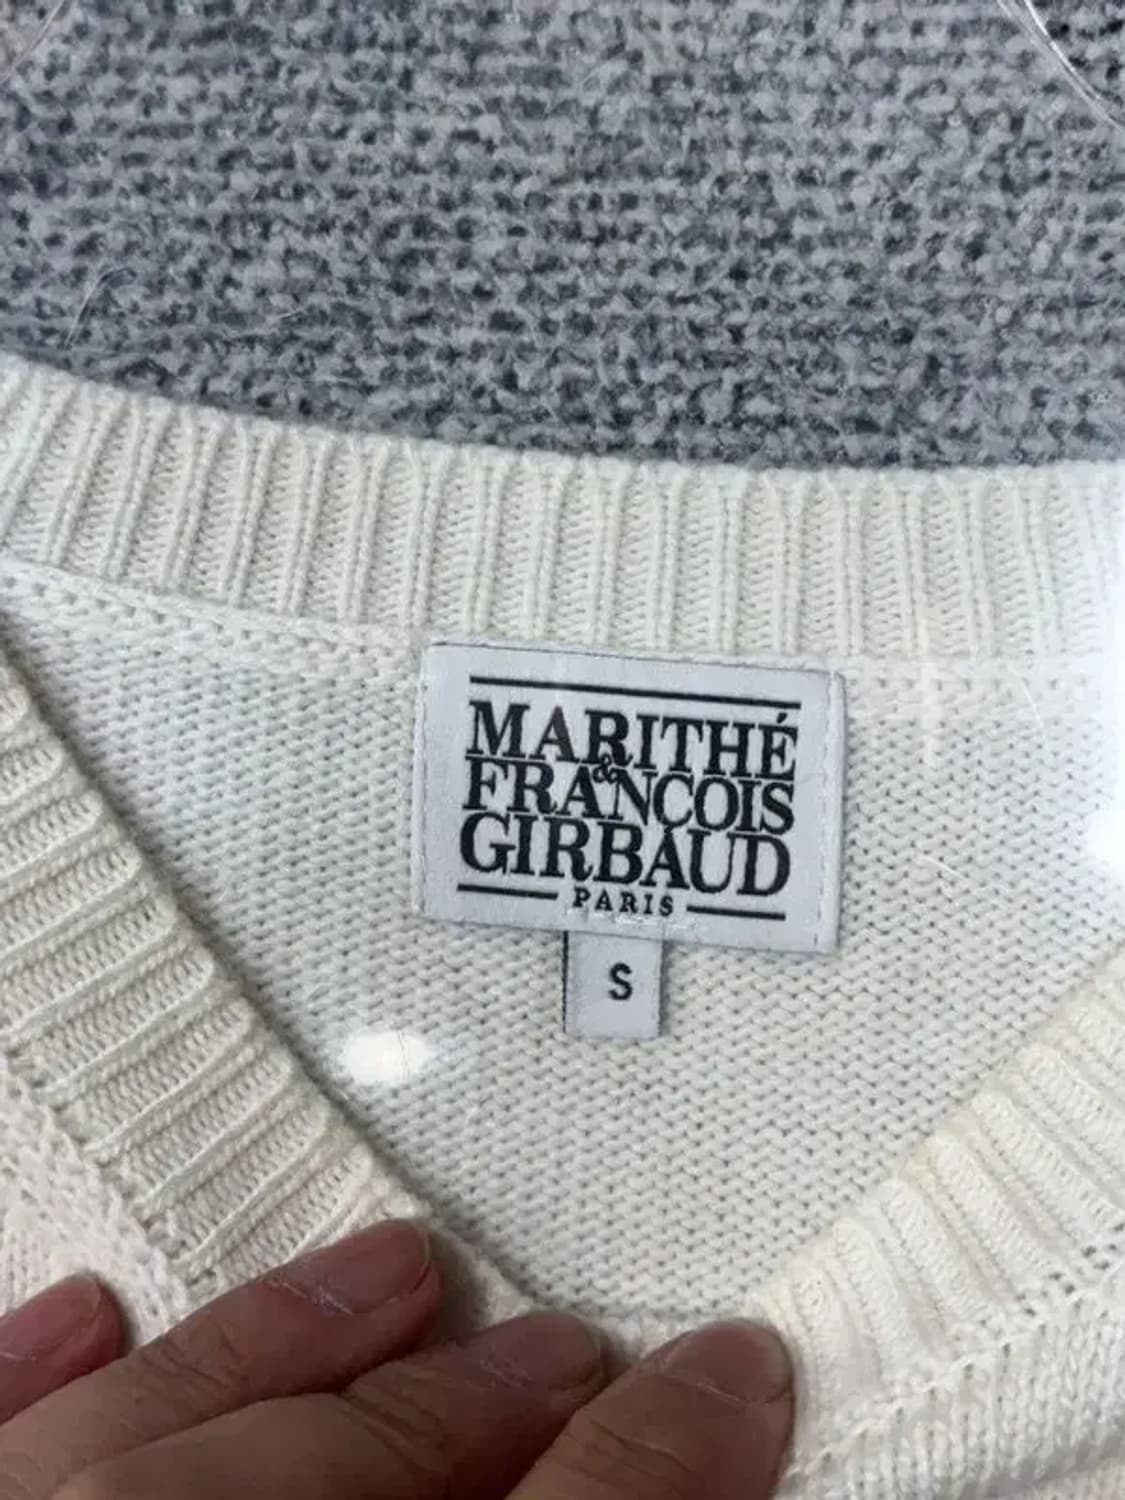 MARITHÉ
&
FRANCOIS
GIRBAUD
PARIS
S